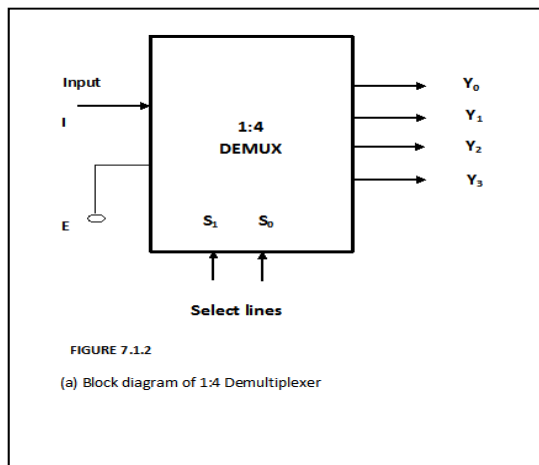 Input
I
E
1:4
DEMUX
S₁ S₀
Y₀
Y₁
Y₂
Y₃
Select lines
FIGURE 7.1.2
(a) Block diagram of 1:4 Demultiplexer